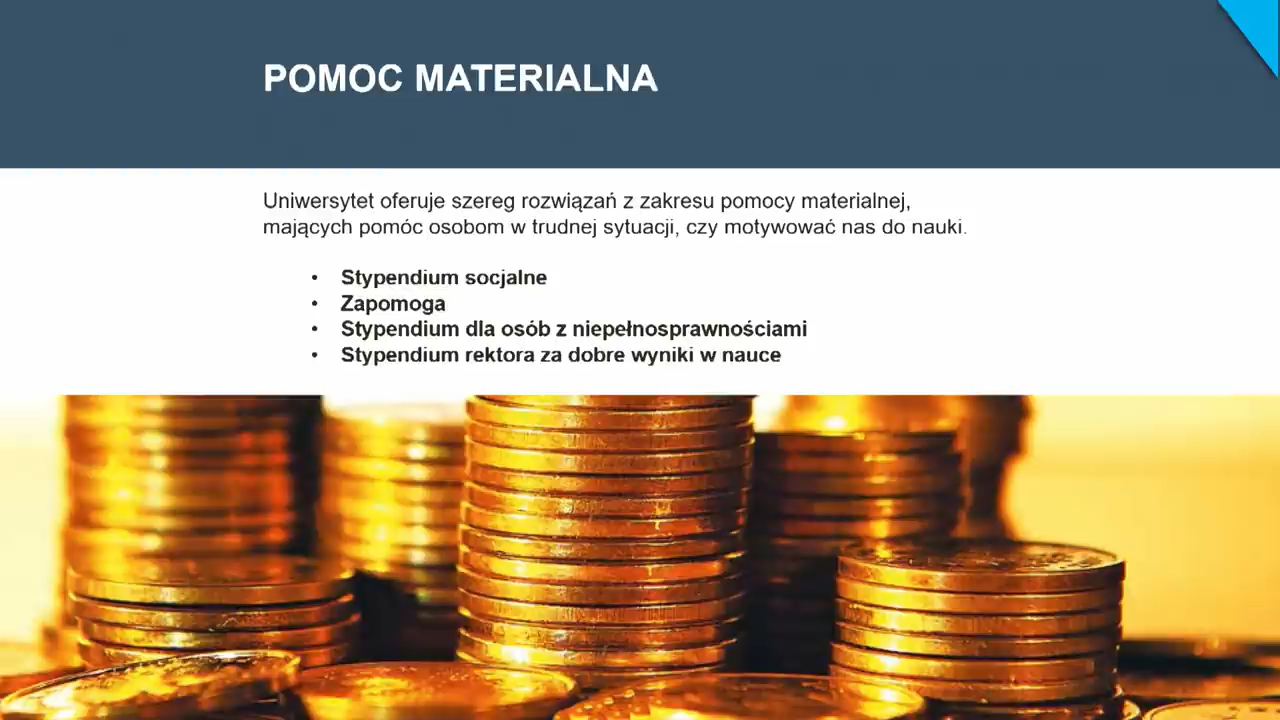 POMOC MATERIALNA
Uniwersytet oferuje szereg rozwiązań z zakresu pomocy materialnej,
mających pomóc osobom w trudnej sytuacji, czy motywować nas do nauki.
• Stypendium socjalne
• Zapomoga
• Stypendium dla osób z niepełnosprawnościami
• Stypendium rektora za dobre wyniki w nauce